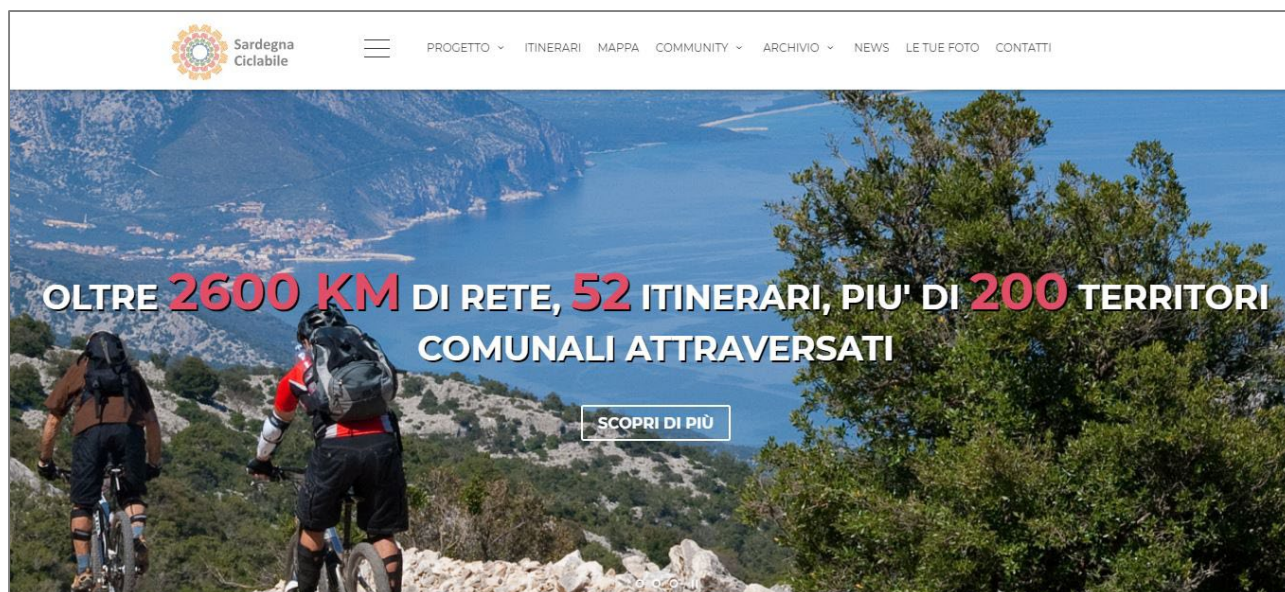 Sardegna
Ciclabile
PROGETTO ITINERARI MAPPA COMMUNITY ARCHIVIO NEWS LE TUE FOTO CONTATTI
OLTRE 2600 KM DI RETE, 52 ITINERARI, PIU' DI 200 TERRITORI
COMUNALI ATTRAVERSATI
SCOPRI DI PIÙ